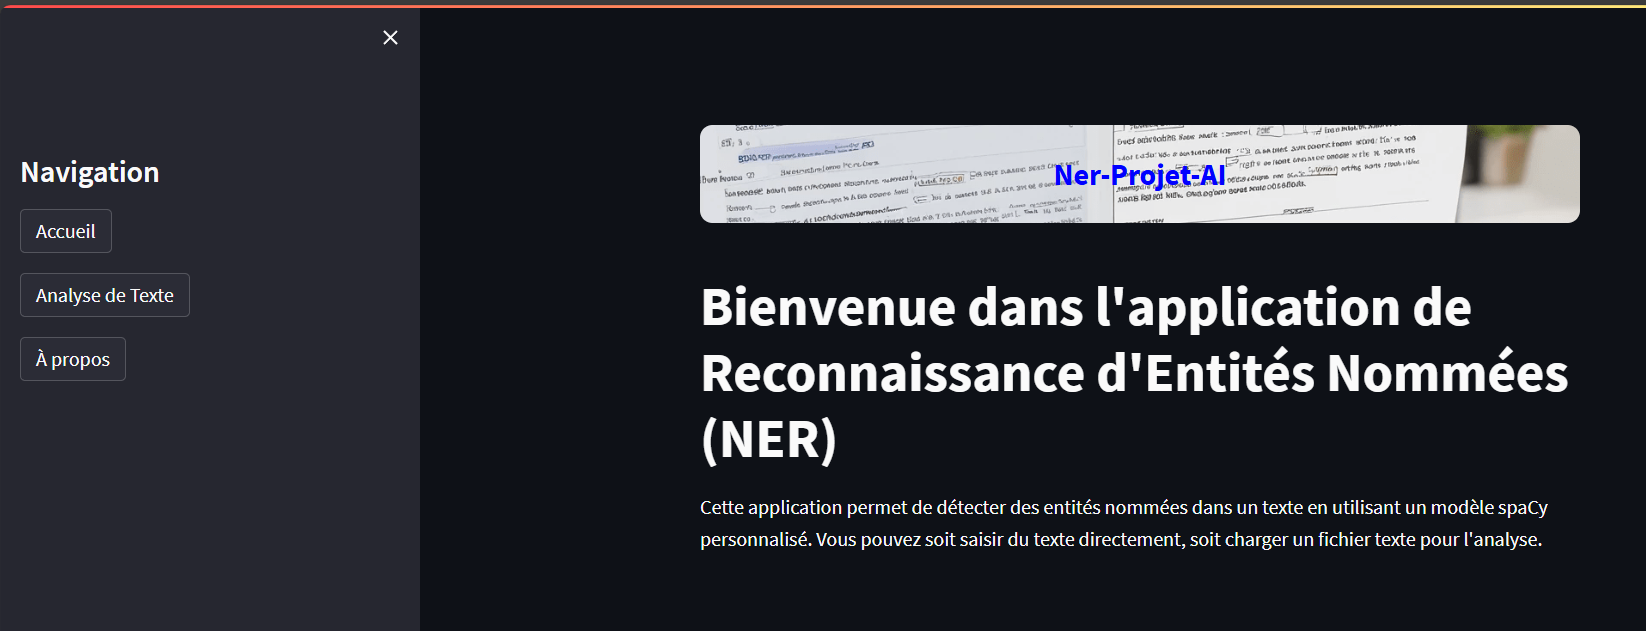 Navigation
Accueil
Analyse de Texte
À propos
Ner-Projet-AI
Bienvenue dans l'application de
Reconnaissance d'Entités Nommées
(NER)
Cette application permet de détecter des entités nommées dans un texte en utilisant un modèle spaCy
personnalisé. Vous pouvez soit saisir du texte directement, soit charger un fichier texte pour l'analyse.